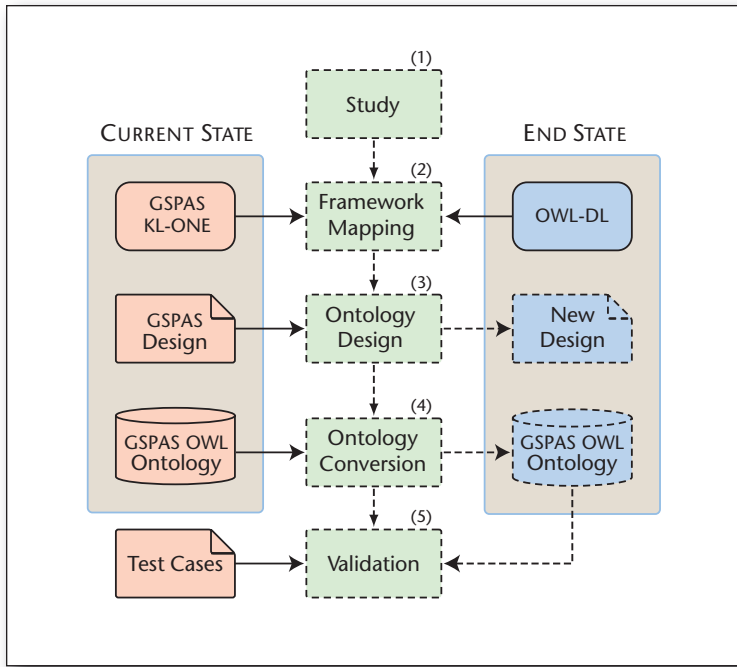 (1)
Study
CURRENT STATE
END STATE
(2)
GSPAS
KL-ONE
Framework
Mapping
OWL-DL
(3)
GSPAS
Design
Ontology
Design
New
Design
(4)
GSPAS OWL
Ontology
Ontology
Conversion
GSPAS OWL
Ontology
(5)
Test Cases
Validation